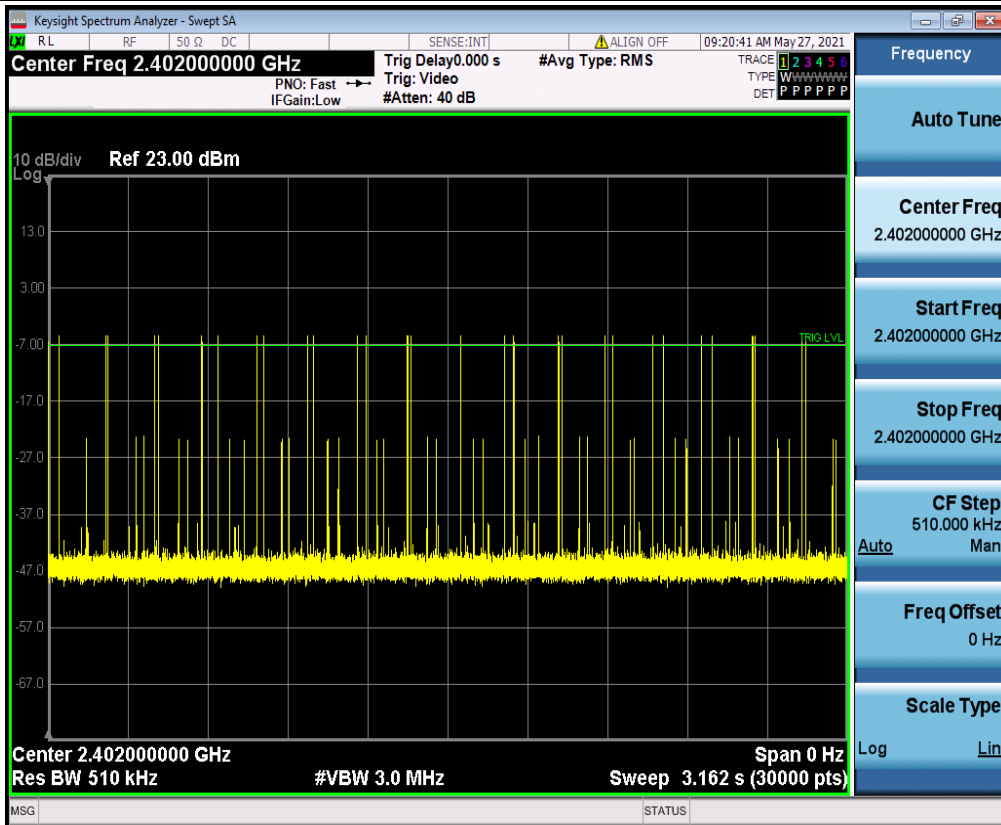 Keysight Spectrum Analyzer - Swept SA
LXI RL RF 50 Ω DC SENSE:INT ALIGN OFF 09:20:41 AM May 27, 2021
Center Freq 2.402000000 GHz
PNO: Fast
IFGain:Low
Trig Delay0.000 s
Trig: Video
#Atten: 40 dB
#Avg Type: RMS
TRACE 1 2 3 4 5 6
TYPE WWWWWW
DET P P P P P P
10 dB/div Ref 23.00 dBm
Log
13.0
3.00
-7.00
TRIG LVL
-17.0
-27.0
-37.0
-47.0
-57.0
-67.0
Center 2.402000000 GHz Span 0 Hz
Res BW 510 kHz #VBW 3.0 MHz Sweep 3.162 s (30000 pts)
MSG STATUS
Frequency
Auto Tune
Center Freq
2.402000000 GHz
Start Freq
2.402000000 GHz
Stop Freq
2.402000000 GHz
CF Step
510.000 kHz
Auto Man
Freq Offset
0 Hz
Scale Type
Log Lin